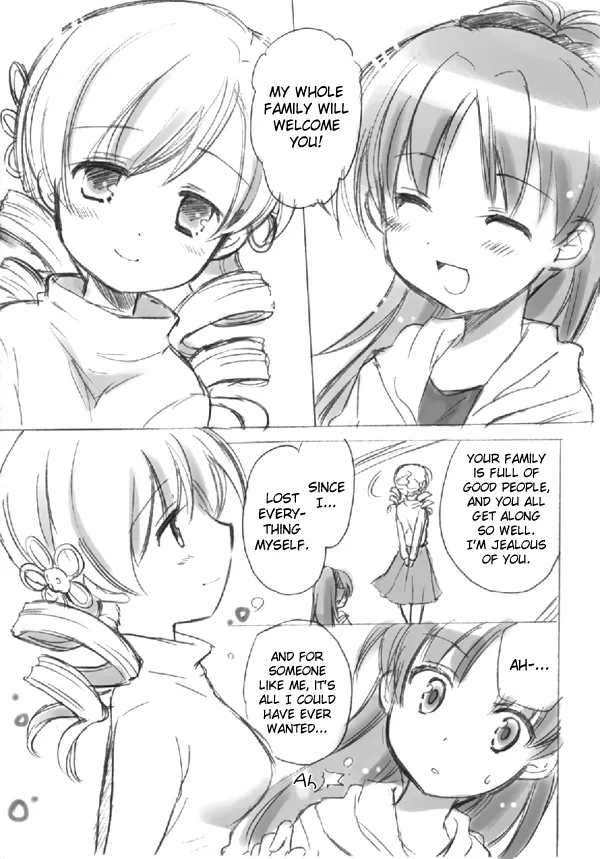 MY WHOLE
FAMILY WILL
WELCOME
YOU!
YOUR FAMILY
IS FULL OF
GOOD PEOPLE,
AND YOU ALL
GET ALONG
SO WELL.
I'M JEALOUS
OF YOU.
SINCE
I...
LOST
EVERY-
THING
MYSELF.
AH-...
AND FOR
SOMEONE
LIKE ME, IT'S
ALL I COULD
HAVE EVER
WANTED...
Ah